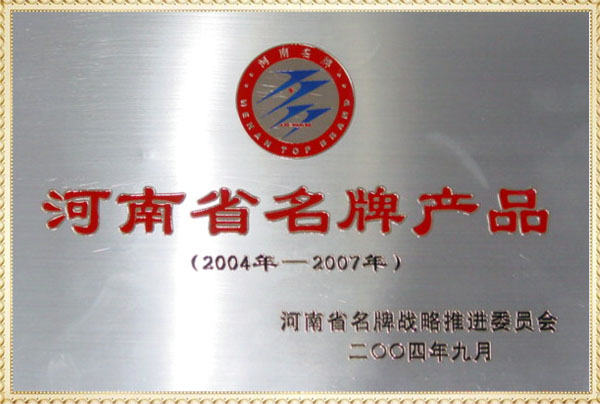 河南名牌
HENAN TOP BRAND
河南省名牌产品
(2004年—2007年)
河南省名牌战略推进委员会
二〇〇四年九月